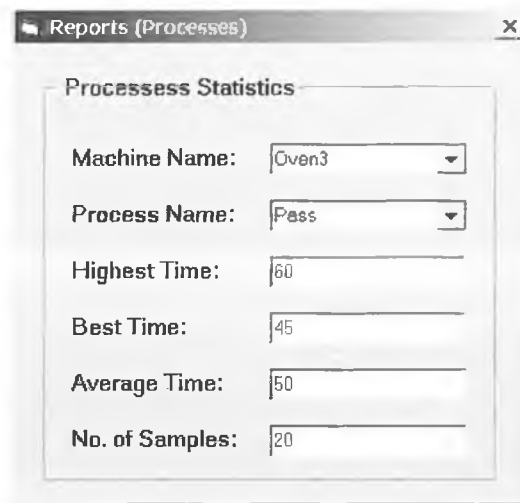 Reports (Processes)
Processess Statistics
Machine Name: Oven3
Process Name: Pass
Highest Time: 60
Best Time: 45
Average Time: 50
No. of Samples: 20